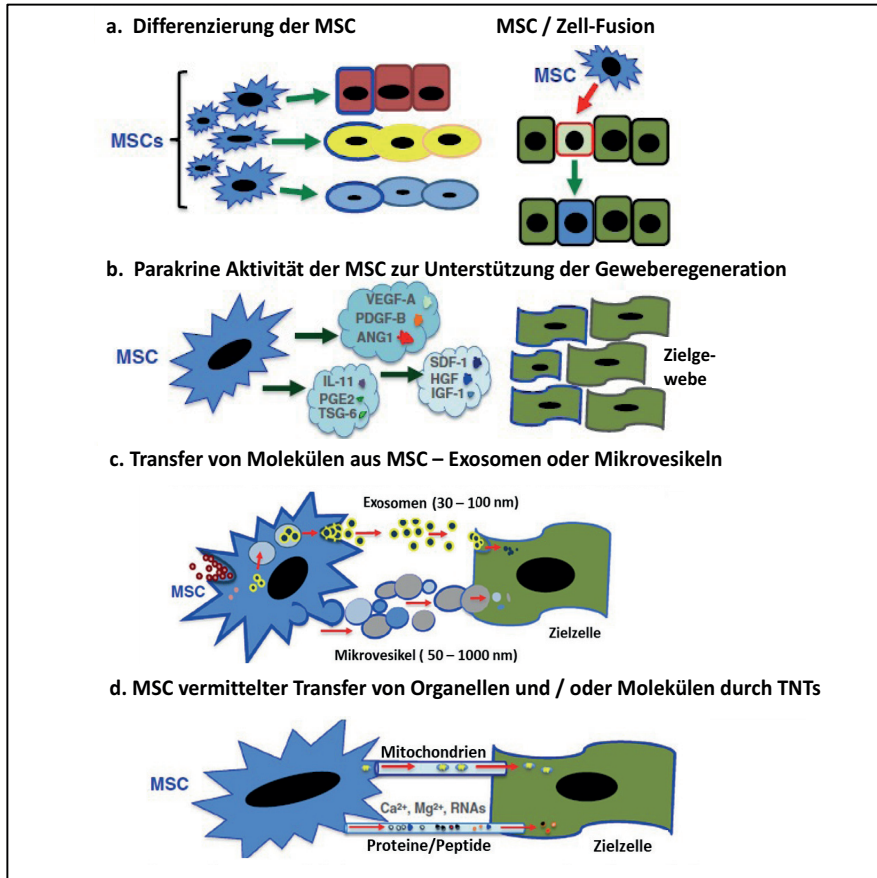 a. Differenzierung der MSC
MSC / Zell-Fusion
MSC
MSCs
b. Parakrine Aktivität der MSC zur Unterstützung der Geweberegeneration
VEGF-A
PDGF-B
ANG1
MSC
SDF-1
HGF
IGF-1
IL-11
PGE2
TSG-6
Zielge-
webe
c. Transfer von Molekülen aus MSC – Exosomen oder Mikrovesikeln
Exosomen (30 – 100 nm)
MSC
Zielzelle
Mikrovesikel ( 50 – 1000 nm)
d. MSC vermittelter Transfer von Organellen und / oder Molekülen durch TNTs
Mitochondrien
MSC
Ca²⁺, Mg²⁺, RNAs
Proteine/Peptide
Zielzelle